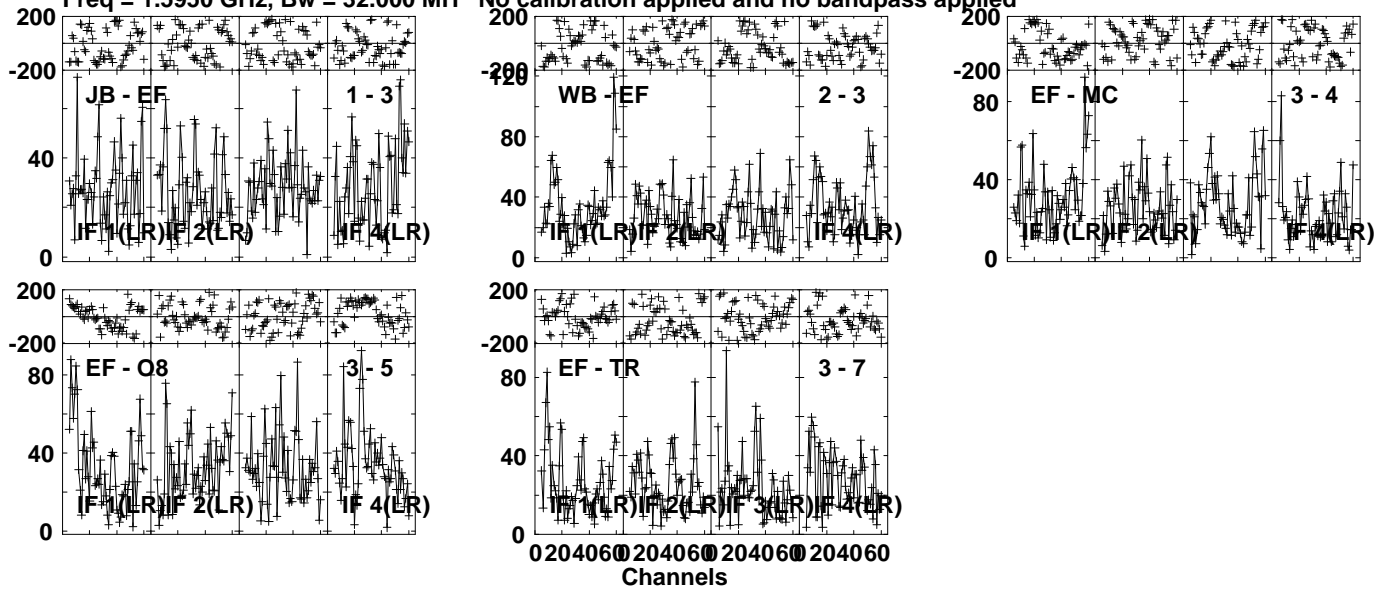 Freq = 1.5950 GHz, Bw = 32.000 MH No calibration applied and no bandpass applied
200 200 200
-200 -200 -200
120
JB - EF 1 - 3 WB - EF 2 - 3 EF - MC 3 - 4
80 80
40 40 40
IF 1(LR) IF 2(LR) IF 4(LR) IF 1(LR) IF 2(LR) IF 4(LR) IF 1(LR) IF 2(LR) IF 4(LR)
0 0 0
200 200
-200 -200
EF - O8 3 - 5 EF - TR 3 - 7
80 80
40 40
IF 1(LR) IF 2(LR) IF 4(LR) IF 1(LR) IF 2(LR) IF 3(LR) IF 4(LR)
0 0
0 20 40 60 0 20 40 60 0 20 40 60 0 20 40 60
Channels